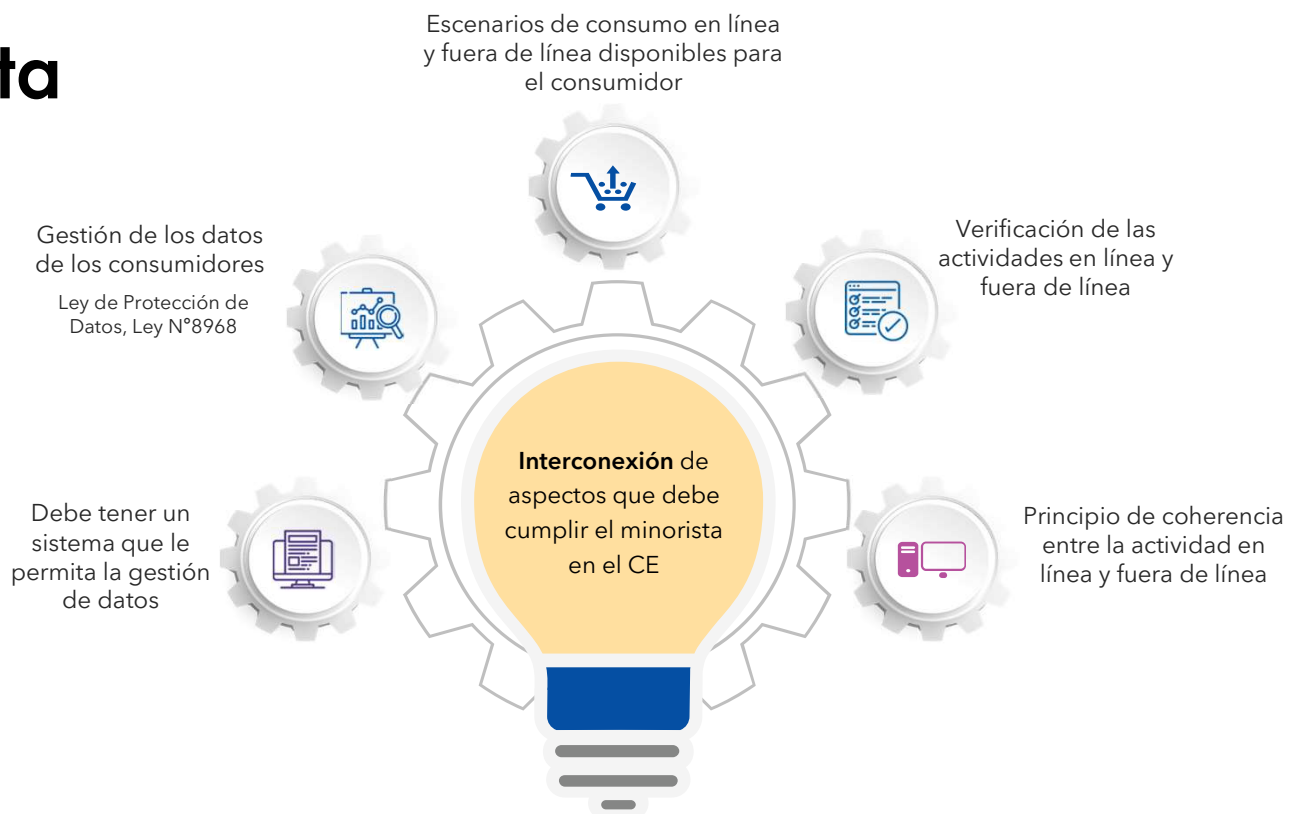 ta
Escenarios de consumo en línea
y fuera de línea disponibles para
el consumidor
Gestión de los datos
de los consumidores
Ley de Protección de
Datos, Ley N°8968
Verificación de las
actividades en línea y
fuera de línea
Interconexión de
aspectos que debe
cumplir el minorista
en el CE
Debe tener un
sistema que le
permita la gestión
de datos
Principio de coherencia
entre la actividad en
línea y fuera de línea